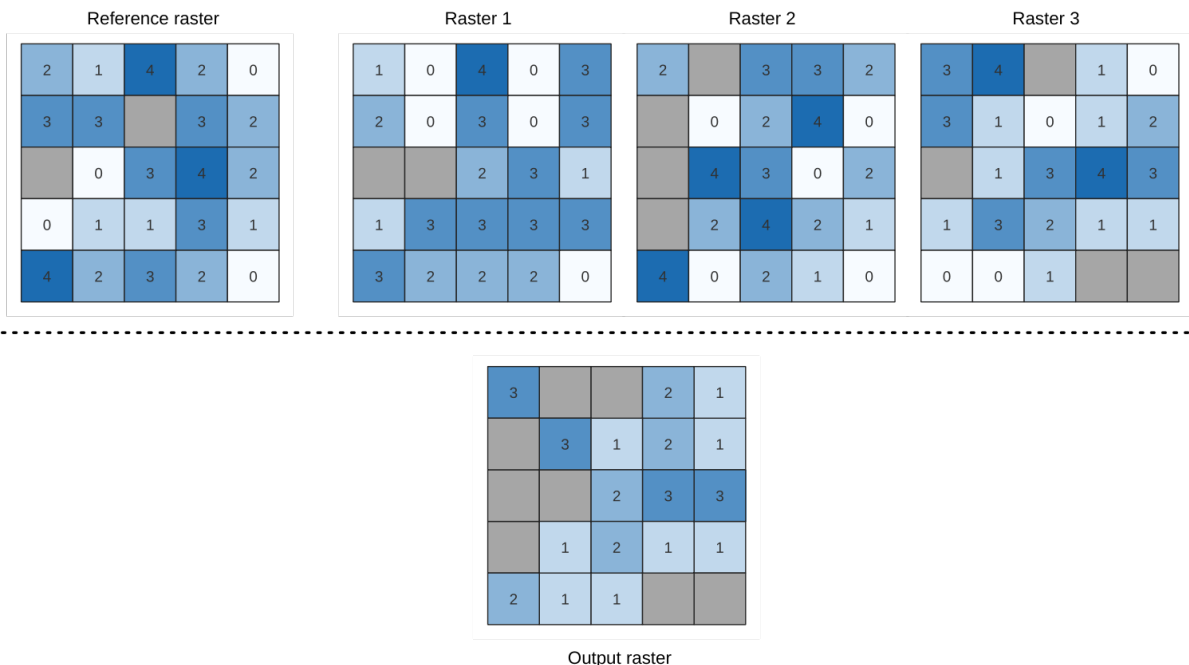 Reference raster Raster 1 Raster 2 Raster 3
2 1 4 2 0 1 0 4 0 3 2 3 3 2 3 4 1 0
3 3 3 2 2 0 3 0 3 0 2 4 0 3 1 0 1 2
0 3 4 2 2 3 1 4 3 0 2 1 3 4 3
0 1 1 3 1 1 3 3 3 3 2 4 2 1 1 3 2 1 1
4 2 3 2 0 3 2 2 2 0 4 0 2 1 0 0 0 1
3 2 1
3 1 2 1
2 3 3
1 2 1 1
2 1 1
Output raster